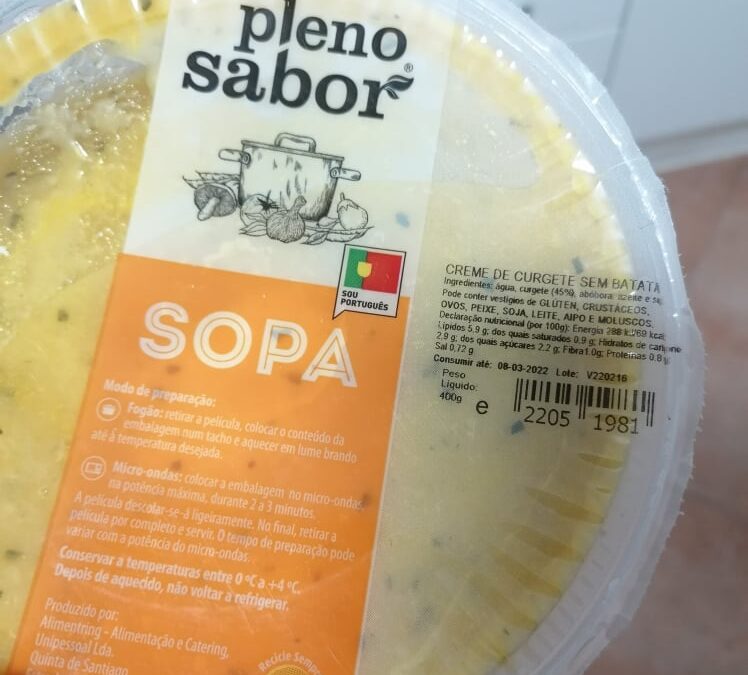 pleno
sabor®
SOU
PORTUGUÊS
SOPA
Modo de preparação:
Fogão: retirar a película, colocar o conteúdo da
embalagem num tacho e aquecer em lume brando
até á temperatura desejada.
Micro-ondas: colocar a embalagem no micro-ondas
na potência máxima, durante 2 a 3 minutos.
A película descolar-se-á ligeiramente. No final, retirar a
película por completo e servir. O tempo de preparação pode
variar com a potência do micro-ondas.
Conservar a temperaturas entre 0 ºC a +4 ºC.
Depois de aquecido, não voltar a refrigerar.
Produzido por:
Alimentring - Alimentação e Catering,
Unipessoal Lda.
Quinta de Santiago
Recicle Sempre
CREME DE CURGETE SEM BATATA
Ingredientes: água, curgete (45%), abóbora, azeite e sal.
Pode conter vestígios de GLÚTEN, CRUSTÁCEOS,
OVOS, PEIXE, SOJA, LEITE, AIPO E MOLUSCOS.
Declaração nutricional (por 100g): Energia 288 kJ/69 kcal;
Lípidos 5,9 g; dos quais saturados 0,9 g; Hidratos de carbono
2,9 g; dos quais açúcares 2,2 g; Fibra 1,0g; Proteínas 0,8 g;
Sal 0,72 g
Consumir até: 08-03-2022 Lote: V220216
Peso
Líquido:
400g e
2205 1981